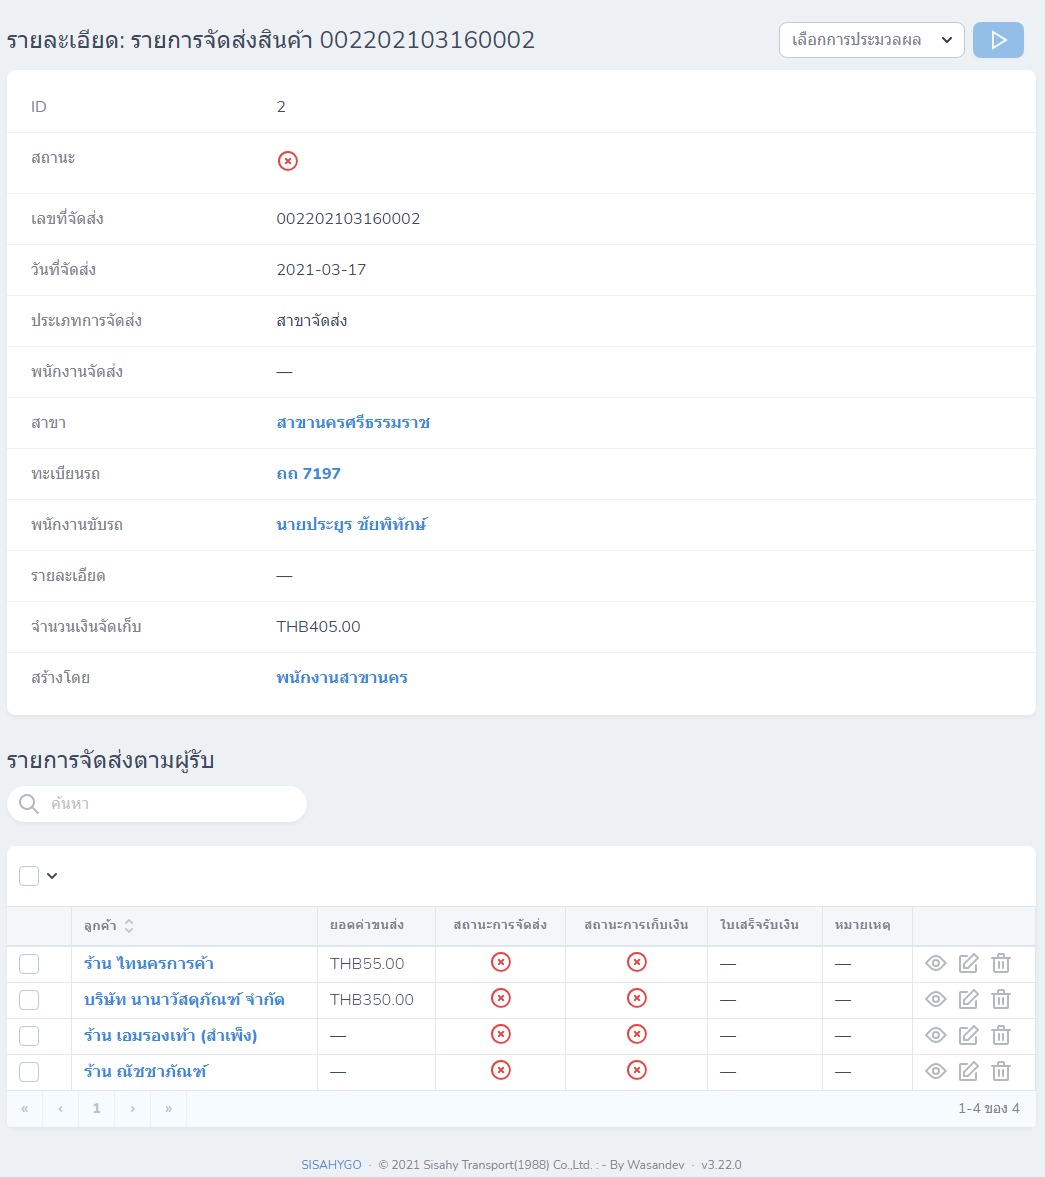 รายละเอียด: รายการจัดส่งสินค้า 002202103160002
เลือกการประมวลผล
ID 2
สถานะ
เลขที่จัดส่ง 002202103160002
วันที่จัดส่ง 2021-03-17
ประเภทการจัดส่ง สาขาจัดส่ง
พนักงานจัดส่ง —
สาขา สาขานครศรีธรรมราช
ทะเบียนรถ ถถ 7197
พนักงานขับรถ นายประยูร ชัยพิทักษ์
รายละเอียด —
จำนวนเงินจัดเก็บ THB405.00
สร้างโดย พนักงานสาขานคร
รายการจัดส่งตามผู้รับ
ค้นหา
ลูกค้า ยอดค่าขนส่ง สถานะการจัดส่ง สถานะการเก็บเงิน ใบเสร็จรับเงิน หมายเหตุ
ร้าน ไทนครการค้า THB55.00 — —
บริษัท นานาวัสดุภัณฑ์ จำกัด THB350.00 — —
ร้าน เอมรองเท้า (สำเพ็ง) — — —
ร้าน ณัชชาภัณฑ์ — — —
« ‹ 1 › » 1-4 ของ 4
SISAHYGO · © 2021 Sisahy Transport(1988) Co.,Ltd. : - By Wasandev · v3.22.0